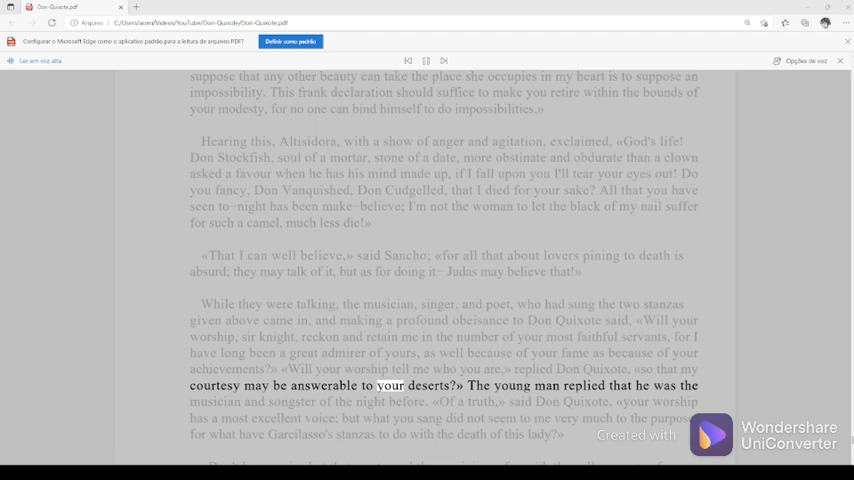 Don-Quixote.pdf
Arquivo
C:/Users/acens/Videos/YouTube/Don-Quixote/Don-Quixote.pdf
Configurar o Microsoft Edge como o aplicativo padrão para a leitura de arquivos PDF?
Definir como padrão
Ler em voz alta
Opções de voz
suppose that any other beauty can take the place she occupies in my heart is to suppose an
impossibility. This frank declaration should suffice to make you retire within the bounds of
your modesty, for no one can bind himself to do impossibilities.»
Hearing this, Altisidora, with a show of anger and agitation, exclaimed, «God's life!
Don Stockfish, soul of a mortar, stone of a date, more obstinate and obdurate than a clown
asked a favour when he has his mind made up, if I fall upon you I'll tear your eyes out! Do
you fancy, Don Vanquished, Don Cudgelled, that I died for your sake? All that you have
seen to−night has been make−believe; I'm not the woman to let the black of my nail suffer
for such a camel, much less die!»
«That I can well believe,» said Sancho; «for all that about lovers pining to death is
absurd; they may talk of it, but as for doing it− Judas may believe that!»
While they were talking, the musician, singer, and poet, who had sung the two stanzas
given above came in, and making a profound obeisance to Don Quixote said, «Will your
worship, sir knight, reckon and retain me in the number of your most faithful servants, for I
have long been a great admirer of yours, as well because of your fame as because of your
achievements?» «Will your worship tell me who you are,» replied Don Quixote, «so that my
courtesy may be answerable to your deserts?» The young man replied that he was the
musician and songster of the night before. «Of a truth,» said Don Quixote, «your worship
has a most excellent voice; but what you sang did not seem to me very much to the purpose;
for what have Garcilasso's stanzas to do with the death of this lady?»
Created with
Wondershare
UniConverter